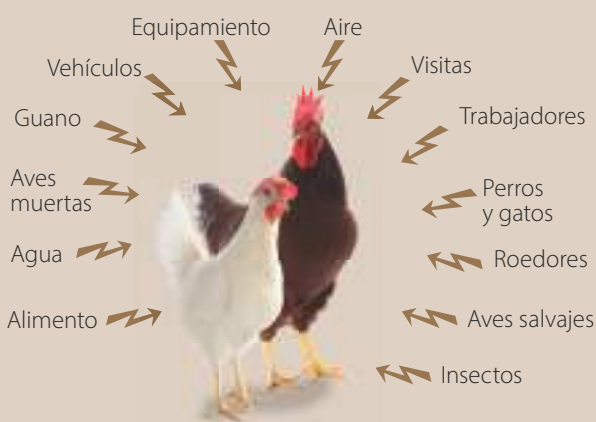 Equipamiento
Aire
Vehículos
Visitas
Guano
Trabajadores
Aves
muertas
Perros
y gatos
Agua
Roedores
Alimento
Aves salvajes
Insectos